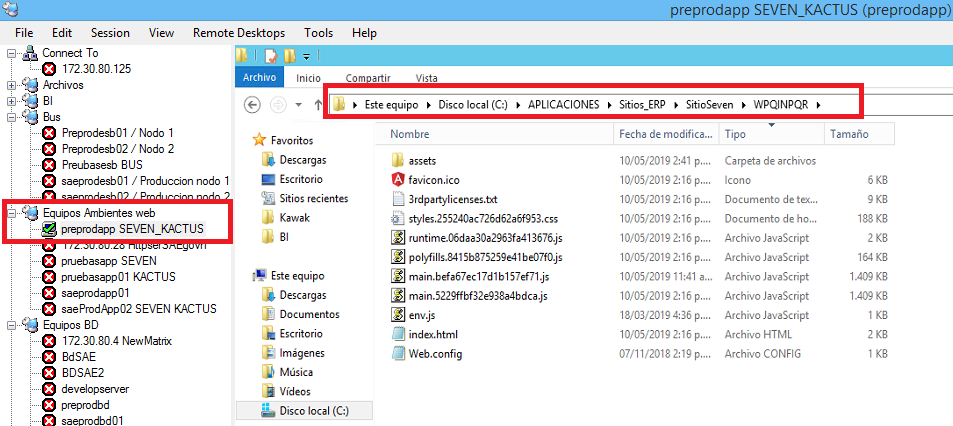 preprodapp SEVEN_KACTUS (preprodapp)
File Edit Session View Remote Desktops Tools Help
Connect To
172.30.80.125
Archivos
BI
Bus
Preprodesb01 / Nodo 1
Preprodesb02 / Nodo 2
Preubasesb BUS
saeprodesb01 / Produccion nodo 1
saeprodesb02 / Produccion nodo 2
Equipos Ambientes web
preprodapp SEVEN_KACTUS
172.30.80.28 HttpserSAEgovri
pruebasapp SEVEN
pruebasapp01 KACTUS
saeprodapp01
saeProdApp02 SEVEN KACTUS
Equipos BD
172.30.80.4 NewMatrix
BdSAE
BDSAE2
developserver
preprodbd
saeprodbd01
Archivo Inicio Compartir Vista
Este equipo Disco local (C:) APLICACIONES Sitios_ERP SitioSeven WPQINPQR
Favoritos
Descargas
Escritorio
Sitios recientes
Kawak
BI
Este equipo
Descargas
Documentos
Escritorio
Imágenes
Música
Vídeos
Disco local (C:)
Nombre Fecha de modifica... Tipo Tamaño
assets 10/05/2019 2:41 p.... Carpeta de archivos
favicon.ico 10/05/2019 2:16 p.... Icono 6 KB
3rdpartylicenses.txt 10/05/2019 2:16 p.... Documento de tex... 9 KB
styles.255240ac726d62a6f953.css 10/05/2019 2:16 p.... Documento de ho... 188 KB
runtime.06daa30a2963fa413676.js 10/05/2019 2:16 p.... Archivo JavaScript 2 KB
polyfills.8415b875259e41be07f0.js 10/05/2019 2:16 p.... Archivo JavaScript 164 KB
main.befa67ec17d1b157ef71.js 10/05/2019 11:41 a... Archivo JavaScript 1.409 KB
main.5229ffbf32e938a4bdca.js 10/05/2019 2:16 p.... Archivo JavaScript 1.409 KB
env.js 18/03/2019 4:36 p.... Archivo JavaScript 1 KB
index.html 10/05/2019 2:16 p.... Archivo HTML 2 KB
Web.config 07/11/2018 2:19 p.... Archivo CONFIG 1 KB